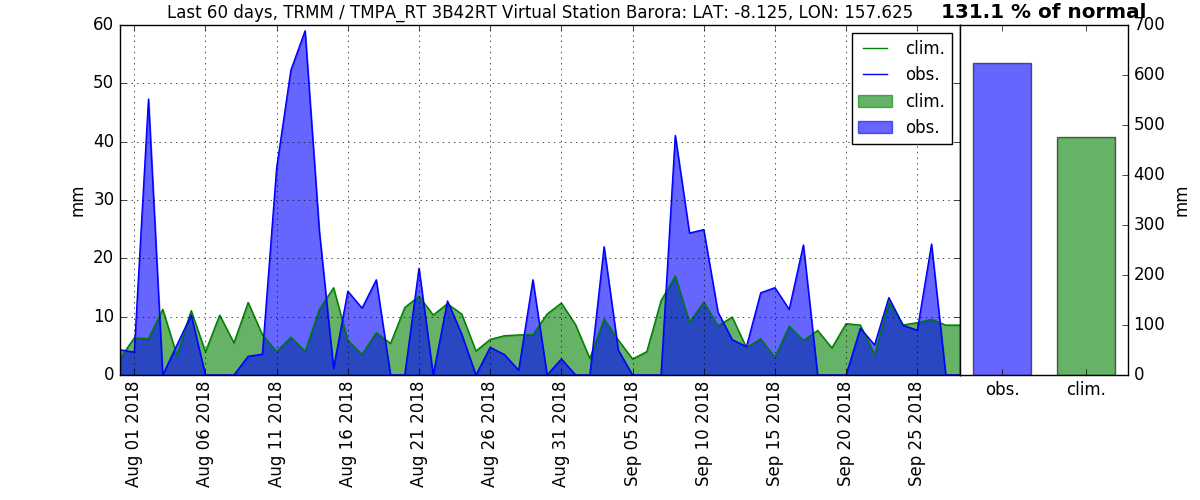 Last 60 days, TRMM / TMPA_RT 3B42RT Virtual Station Barora: LAT: -8.125, LON: 157.625
131.1 % of normal
60
50
40
30
20
10
0
mm
clim.
obs.
clim.
obs.
700
600
500
400
300
200
100
0
mm
obs.
clim.
Aug 01 2018
Aug 06 2018
Aug 11 2018
Aug 16 2018
Aug 21 2018
Aug 26 2018
Aug 31 2018
Sep 05 2018
Sep 10 2018
Sep 15 2018
Sep 20 2018
Sep 25 2018